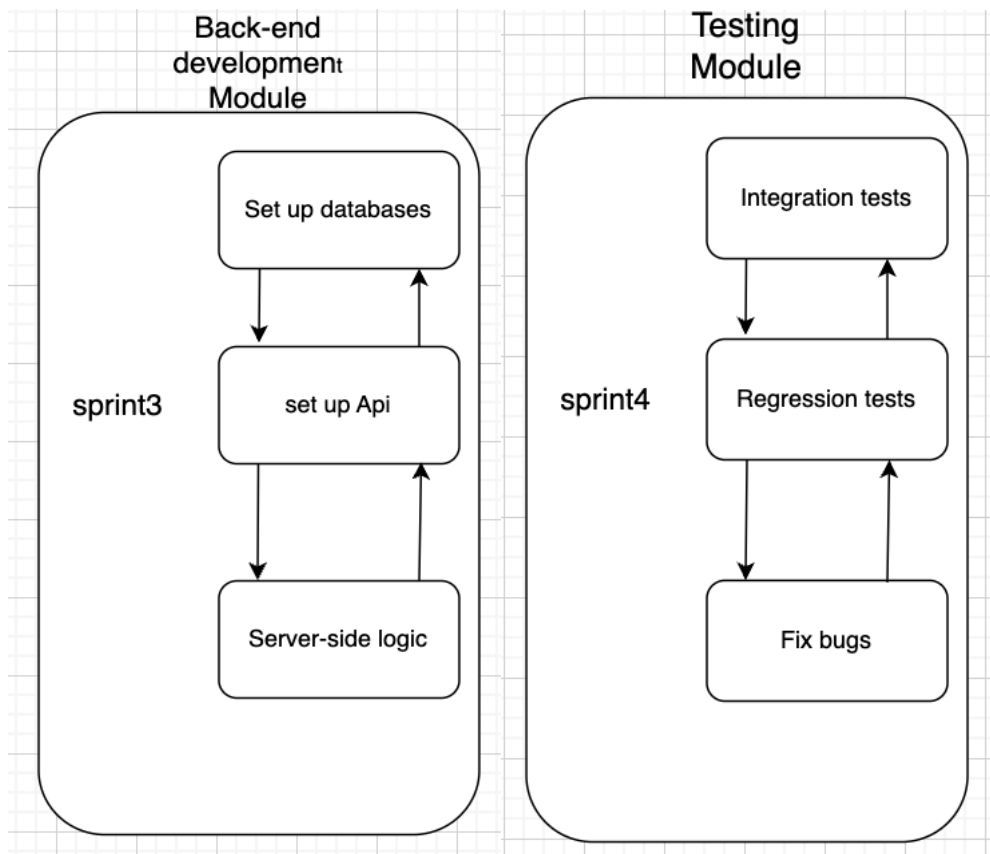 Back-end
development
Module
Set up databases
sprint3
set up Api
Server-side logic
Testing
Module
Integration tests
sprint4
Regression tests
Fix bugs